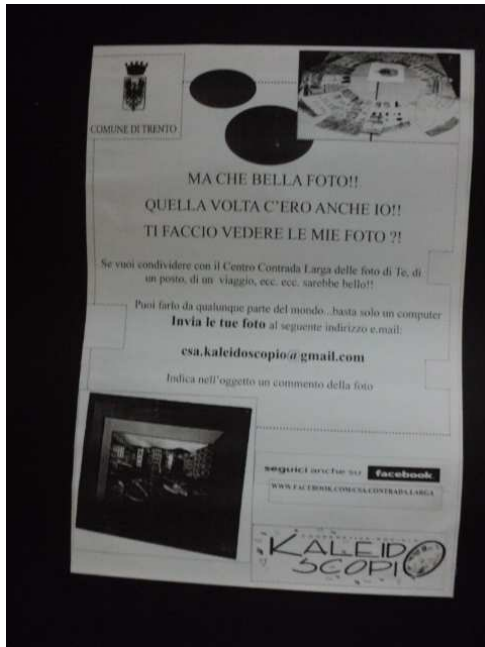 COMUNE DI TRENTO
MA CHE BELLA FOTO!!
QUELLA VOLTA C'ERO ANCHE IO!!
TI FACCIO VEDERE LE MIE FOTO ?!
Se vuoi condividere con il Centro Contrada Larga delle foto di Te, di
un posto, di un viaggio, ecc. ecc. sarebbe bello!!
Puoi farlo da qualunque parte del mondo...basta solo un computer
Invia le tue foto al seguente indirizzo e.mail:
csa.kaleidoscopio@gmail.com
Indica nell'oggetto un commento della foto
seguici anche su facebook
WWW.FACEBOOK.COM/CSA.CONTRADA.LARGA
KALEIDO
SCOPIO